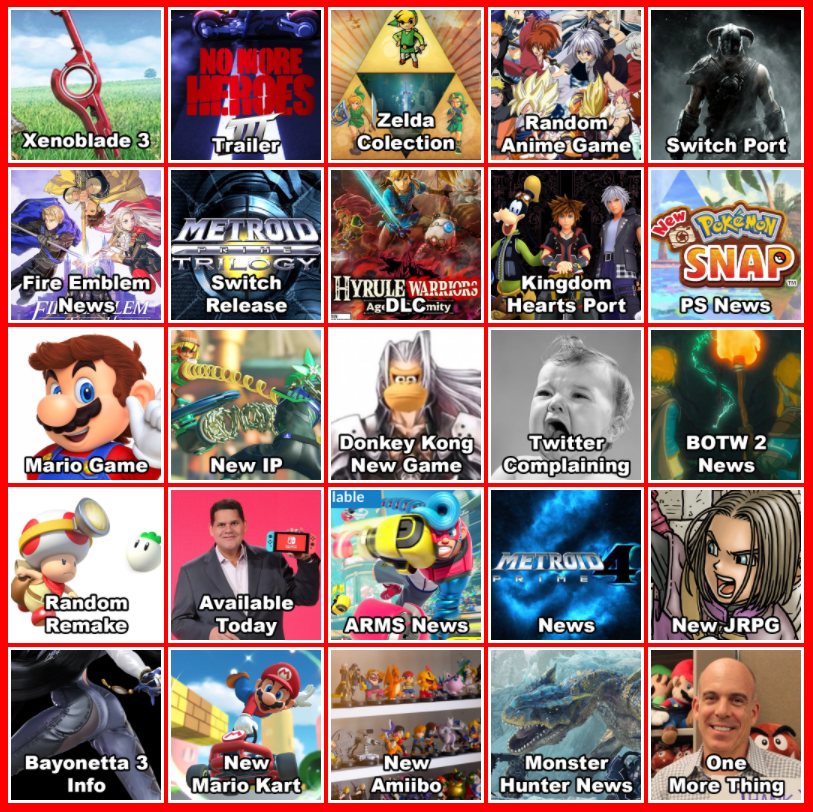 Xenoblade 3
NO MORE
HEROES
III
Trailer
Zelda
Colection
Random
Anime Game
Switch Port
Fire Emblem
News
METROID
PRIME
TRILOGY
Switch
Release
HYRULE WARRIORS
DLC
Kingdom
Hearts Port
New
POKéMON
SNAP
TM
PS News
Mario Game
New IP
Donkey Kong
New Game
Twitter
Complaining
BOTW 2
News
Random
Remake
Available
Today
lable
ARMS News
METROID
PRIME 4
News
New JRPG
Bayonetta 3
Info
New
Mario Kart
New
Amiibo
Monster
Hunter News
One
More Thing